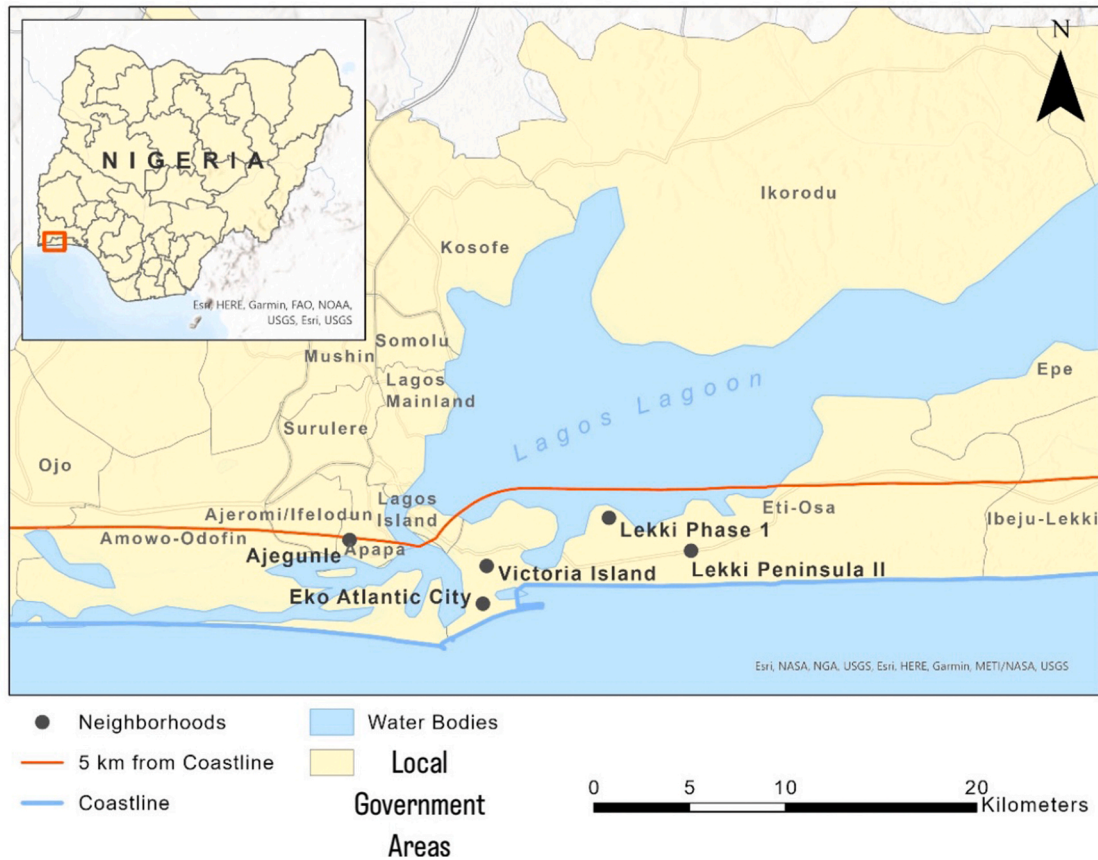 N
NIGERIA
Esri, HERE, Garmin, FAO, NOAA,
USGS, Esri, USGS
Ikorodu
Kosofe
Somolu
Mushin
Lagos
Mainland
Epe
Lagos Lagoon
Surulere
Ojo
Lagos
Island
Ajeromi/Ifelodun
Eti-Osa
Ibeju-Lekki
Amowo-Odofin
Lekki Phase 1
Apapa
Ajegunle
Victoria Island
Lekki Peninsula II
Eko Atlantic City
Esri, NASA, NGA, USGS, Esri, HERE, Garmin, METI/NASA, USGS
Neighborhoods
5 km from Coastline
Coastline
Water Bodies
Local
Government
Areas
0 5 10 20
Kilometers